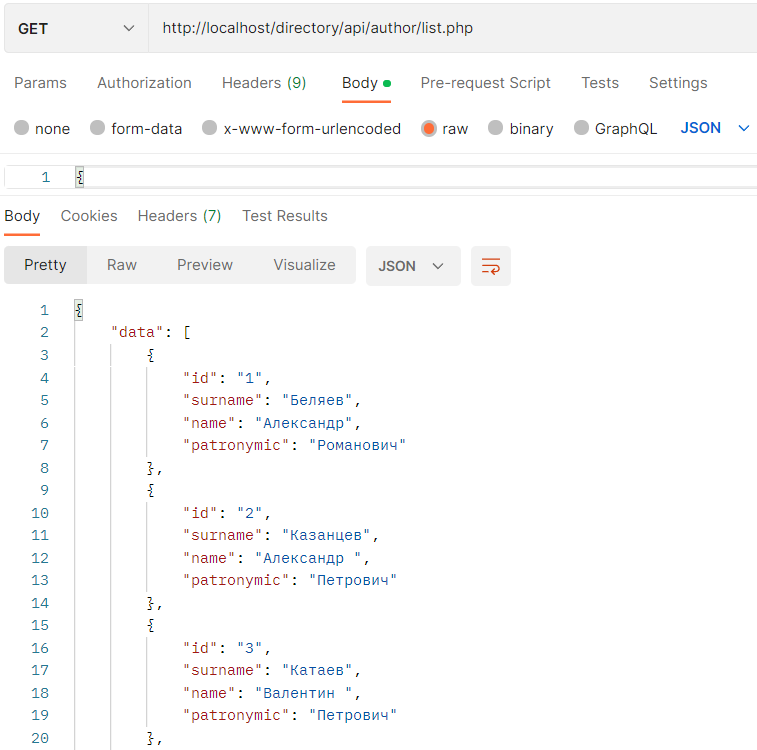 GET http://localhost/directory/api/author/list.php
Params Authorization Headers (9) Body Pre-request Script Tests Settings
none form-data x-www-form-urlencoded raw binary GraphQL JSON
1 {
Body Cookies Headers (7) Test Results
Pretty Raw Preview Visualize JSON
1 {
2 "data": [
3 {
4 "id": "1",
5 "surname": "Беляев",
6 "name": "Александр",
7 "patronymic": "Романович"
8 },
9 {
10 "id": "2",
11 "surname": "Казанцев",
12 "name": "Александр ",
13 "patronymic": "Петрович"
14 },
15 {
16 "id": "3",
17 "surname": "Катаев",
18 "name": "Валентин ",
19 "patronymic": "Петрович"
20 },